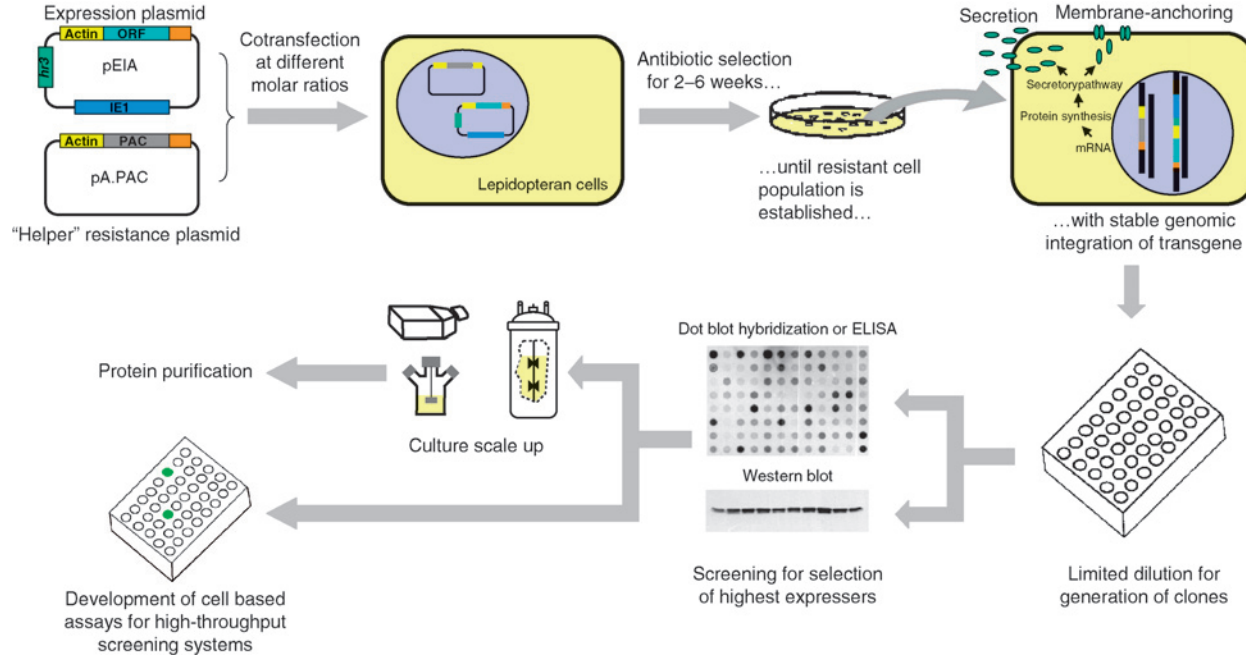 Expression plasmid
Actin ORF
hr3
pEIA
IE1
Actin PAC
pA.PAC
“Helper” resistance plasmid
Cotransfection
at different
molar ratios
Lepidopteran cells
Antibiotic selection
for 2–6 weeks…
…until resistant cell
population is
established…
Secretion
Membrane-anchoring
Secretorypathway
Protein synthesis
mRNA
…with stable genomic
integration of transgene
Limited dilution for
generation of clones
Dot blot hybridization or ELISA
Western blot
Screening for selection
of highest expressers
Culture scale up
Protein purification
Development of cell based
assays for high-throughput
screening systems